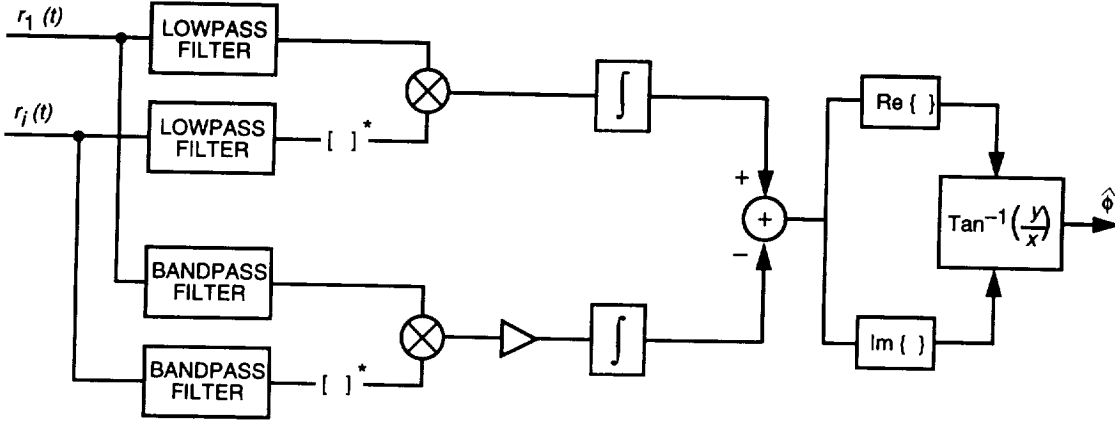 r₁ (t)
LOWPASS
FILTER
rᵢ (t)
LOWPASS
FILTER
[ ] *
∫
Re { }
+
+
−
Tan⁻¹ (y/x)
φ̂
BANDPASS
FILTER
BANDPASS
FILTER
[ ] *
∫
Im { }